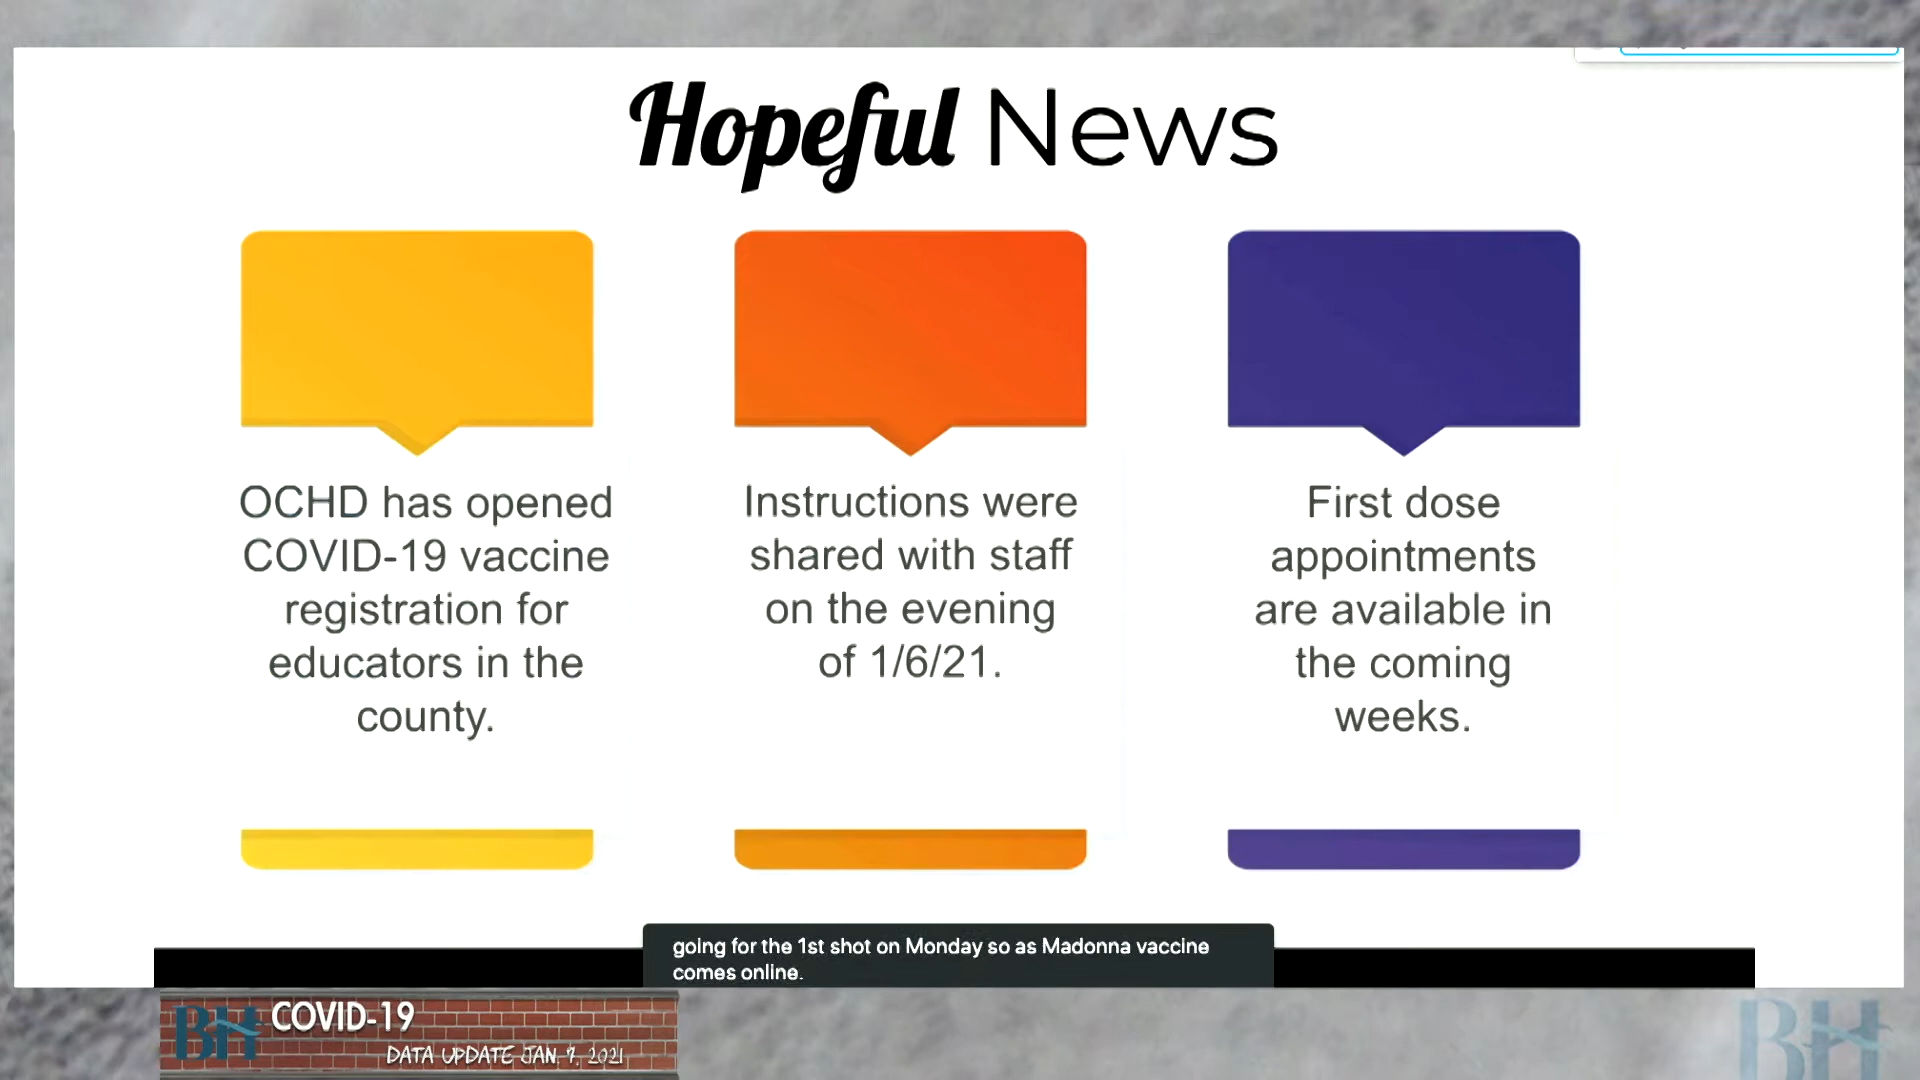 Hopeful News
OCHD has opened
COVID-19 vaccine
registration for
educators in the
county.
Instructions were
shared with staff
on the evening
of 1/6/21.
First dose
appointments
are available in
the coming
weeks.
going for the 1st shot on Monday so as Madonna vaccine
comes online.
BH COVID-19
DATA UPDATE JAN. 7, 2021
BH